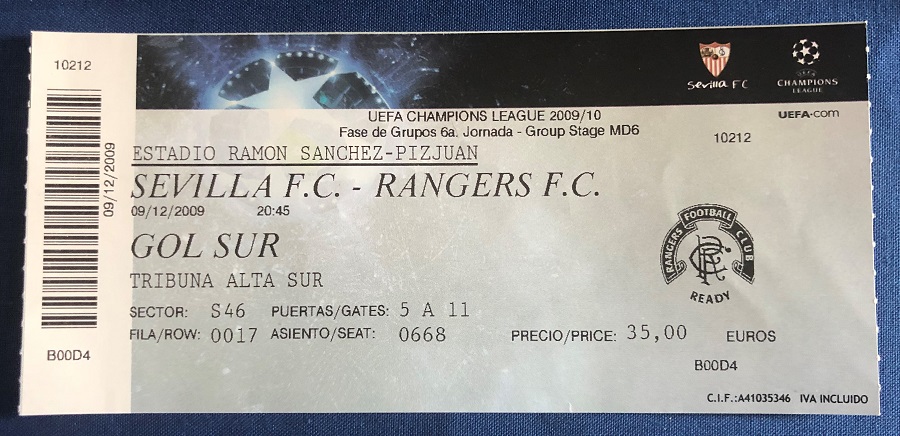 10212
09/12/2009
B00D4
Sevilla FC
CHAMPIONS
LEAGUE
UEFA CHAMPIONS LEAGUE 2009/10
UEFA.com
Fase de Grupos 6a. Jornada - Group Stage MD6
10212
ESTADIO RAMON SANCHEZ-PIZJUAN
SEVILLA F.C. - RANGERS F.C.
09/12/2009 20:45
GOL SUR
TRIBUNA ALTA SUR
RANGERS FOOTBALL CLUB
READY
SECTOR: S46 PUERTAS/GATES: 5 A 11
FILA/ROW: 0017 ASIENTO/SEAT: 0668 PRECIO/PRICE: 35,00 EUROS
B00D4
C.I.F.:A41035346 IVA INCLUIDO